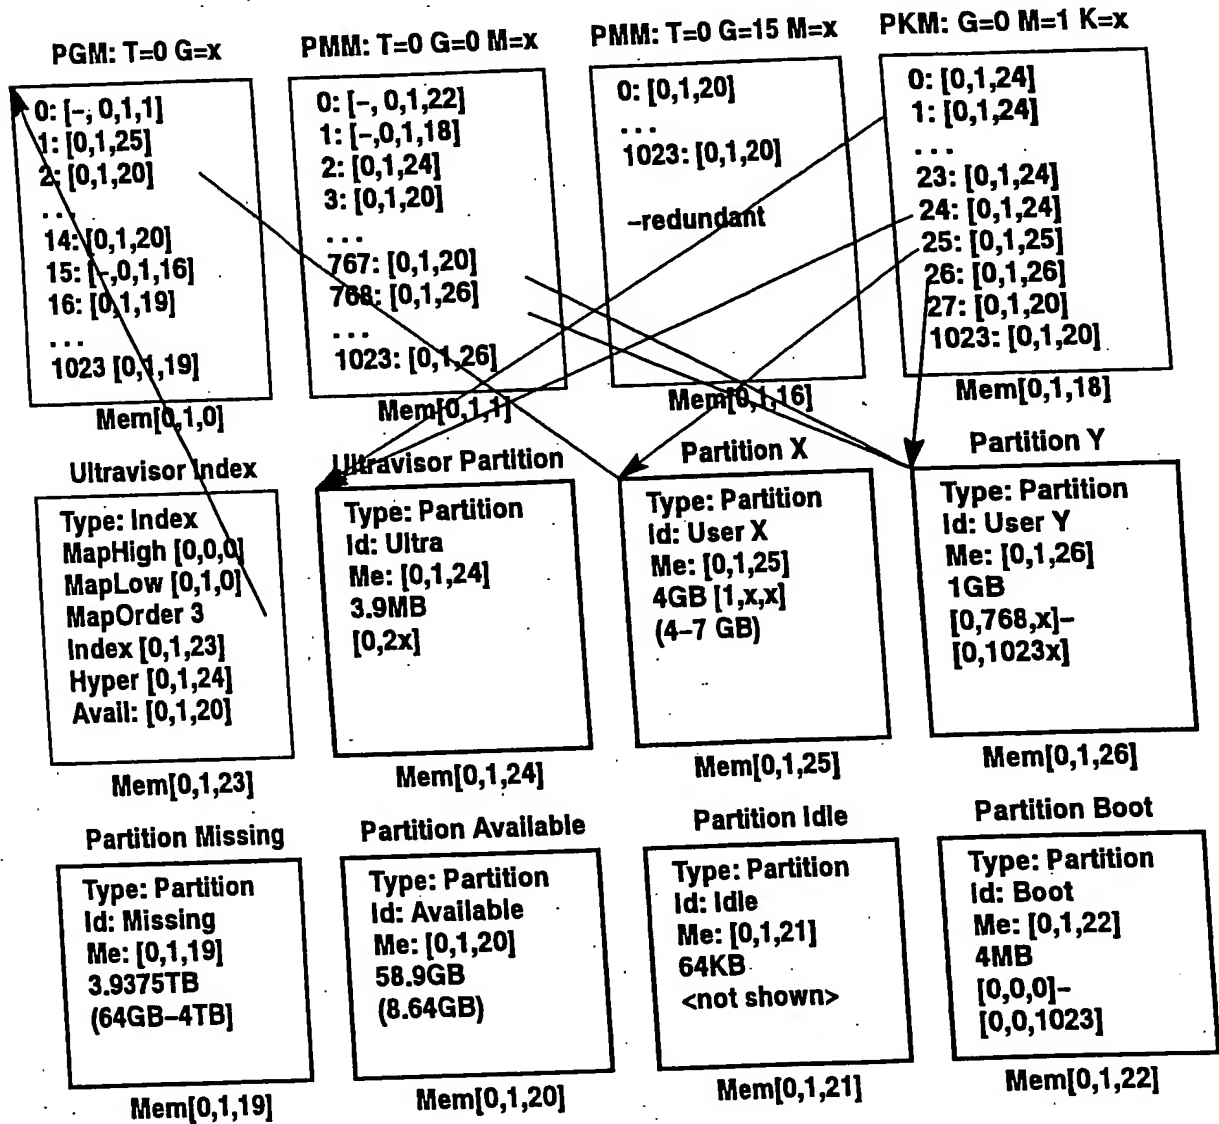 PGM: T=0 G=x
0: [-, 0,1,1]
1: [0,1,25]
2: [0,1,20]
...
14: [0,1,20]
15: [-,0,1,16]
16: [0,1,19]
...
1023 [0,1,19]
Mem[0,1,0]
PMM: T=0 G=0 M=x
0: [-, 0,1,22]
1: [-,0,1,18]
2: [0,1,24]
3: [0,1,20]
...
767: [0,1,20]
768: [0,1,26]
...
1023: [0,1,26]
Mem[0,1,1]
PMM: T=0 G=15 M=x
0: [0,1,20]
...
1023: [0,1,20]
–redundant
Mem[0,1,16]
PKM: G=0 M=1 K=x
0: [0,1,24]
1: [0,1,24]
...
23: [0,1,24]
24: [0,1,24]
25: [0,1,25]
26: [0,1,26]
27: [0,1,20]
1023: [0,1,20]
Mem[0,1,18]
Ultravisor Index
Type: Index
MapHigh [0,0,0]
MapLow [0,1,0]
MapOrder 3
Index [0,1,23]
Hyper [0,1,24]
Avail: [0,1,20]
Mem[0,1,23]
Ultravisor Partition
Type: Partition
Id: Ultra
Me: [0,1,24]
3.9MB
[0,2x]
Mem[0,1,24]
Partition X
Type: Partition
Id: User X
Me: [0,1,25]
4GB [1,x,x]
(4–7 GB)
Mem[0,1,25]
Partition Y
Type: Partition
Id: User Y
Me: [0,1,26]
1GB
[0,768,x]–
[0,1023x]
Mem[0,1,26]
Partition Missing
Type: Partition
Id: Missing
Me: [0,1,19]
3.9375TB
(64GB–4TB]
Mem[0,1,19]
Partition Available
Type: Partition
Id: Available
Me: [0,1,20]
58.9GB
(8.64GB)
Mem[0,1,20]
Partition Idle
Type: Partition
Id: Idle
Me: [0,1,21]
64KB
<not shown>
Mem[0,1,21]
Partition Boot
Type: Partition
Id: Boot
Me: [0,1,22]
4MB
[0,0,0]–
[0,0,1023]
Mem[0,1,22]